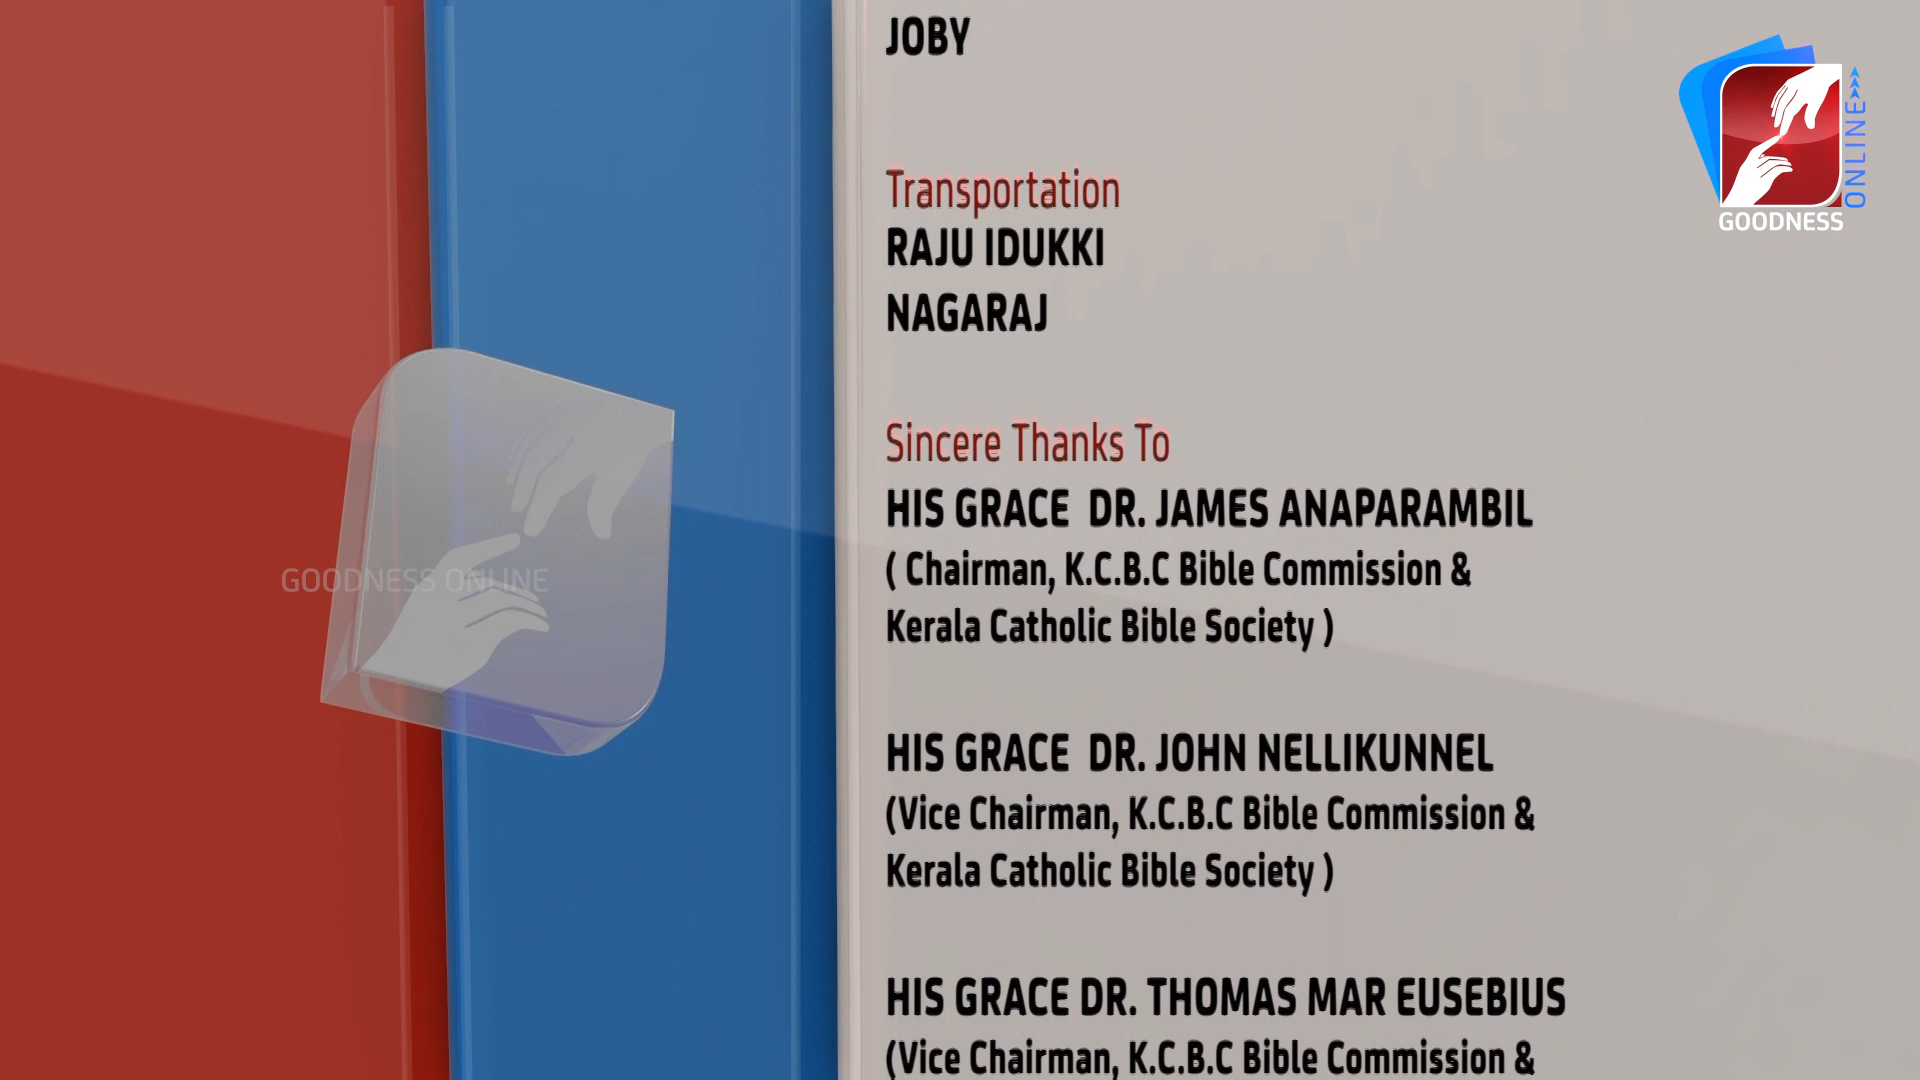 JOBY
Transportation
RAJU IDUKKI
NAGARAJ
Sincere Thanks To
HIS GRACE  DR. JAMES ANAPARAMBIL
( Chairman, K.C.B.C Bible Commission &
Kerala Catholic Bible Society )
HIS GRACE  DR. JOHN NELLIKUNNEL
(Vice Chairman, K.C.B.C Bible Commission &
Kerala Catholic Bible Society )
HIS GRACE DR. THOMAS MAR EUSEBIUS
(Vice Chairman, K.C.B.C Bible Commission &
GOODNESS ONLINE
GOODNESS
ONLINE